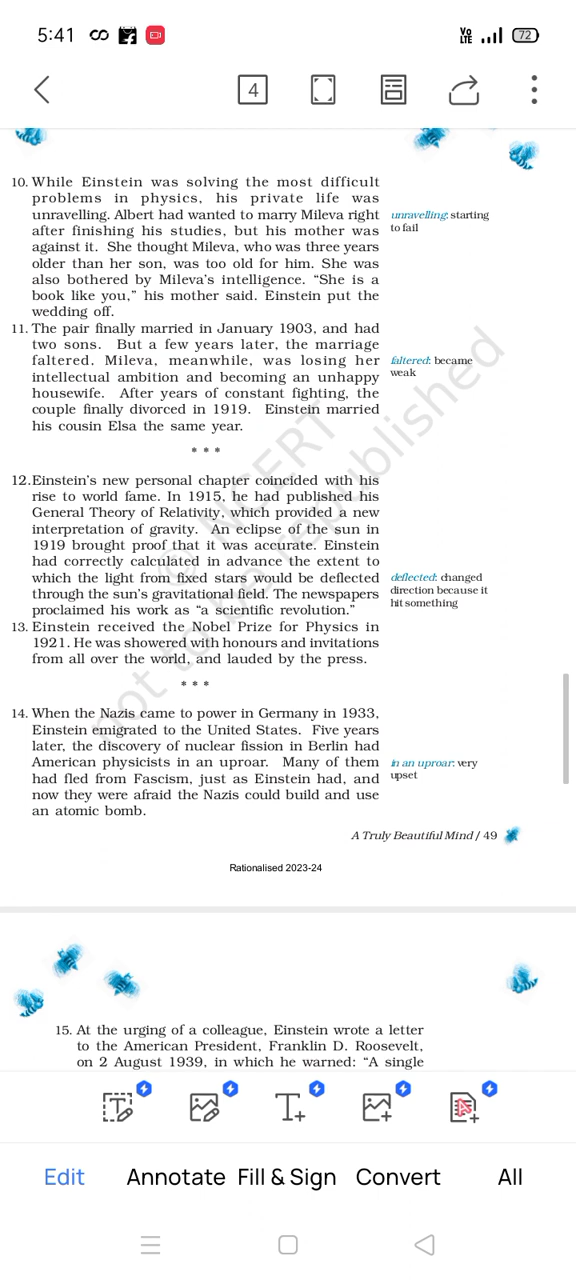 5:41
Vo LTE
72
4
10. While Einstein was solving the most difficult
problems in physics, his private life was
unravelling. Albert had wanted to marry Mileva right
after finishing his studies, but his mother was
against it. She thought Mileva, who was three years
older than her son, was too old for him. She was
also bothered by Mileva's intelligence. “She is a
book like you,” his mother said. Einstein put the
wedding off.
unravelling: starting
to fail
11. The pair finally married in January 1903, and had
two sons. But a few years later, the marriage
faltered. Mileva, meanwhile, was losing her
intellectual ambition and becoming an unhappy
housewife. After years of constant fighting, the
couple finally divorced in 1919. Einstein married
his cousin Elsa the same year.
faltered: became
weak
* * *
12.Einstein's new personal chapter coincided with his
rise to world fame. In 1915, he had published his
General Theory of Relativity, which provided a new
interpretation of gravity. An eclipse of the sun in
1919 brought proof that it was accurate. Einstein
had correctly calculated in advance the extent to
which the light from fixed stars would be deflected
through the sun's gravitational field. The newspapers
proclaimed his work as “a scientific revolution.”
deflected: changed
direction because it
hit something
13. Einstein received the Nobel Prize for Physics in
1921. He was showered with honours and invitations
from all over the world, and lauded by the press.
* * *
14. When the Nazis came to power in Germany in 1933,
Einstein emigrated to the United States. Five years
later, the discovery of nuclear fission in Berlin had
American physicists in an uproar. Many of them
had fled from Fascism, just as Einstein had, and
now they were afraid the Nazis could build and use
an atomic bomb.
in an uproar: very
upset
© NCERT
not to be republished
A Truly Beautiful Mind / 49
Rationalised 2023-24
15. At the urging of a colleague, Einstein wrote a letter
to the American President, Franklin D. Roosevelt,
on 2 August 1939, in which he warned: “A single
Edit
Annotate
Fill & Sign
Convert
All